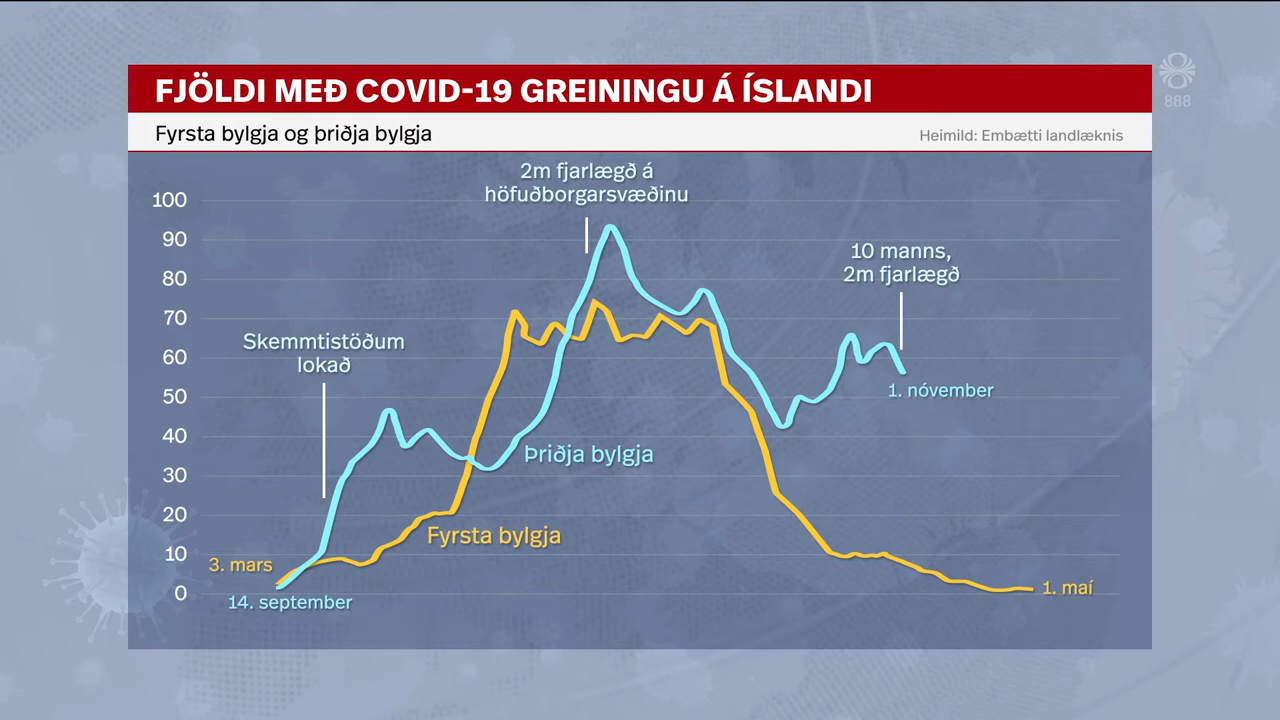 FJÖLDI MEÐ COVID-19 GREININGU Á ÍSLANDI
888
Fyrsta bylgja og þriðja bylgja
Heimild: Embætti landlæknis
2m fjarlægð á
höfuðborgarsvæðinu
100
90
80
70
60
50
40
30
20
10
0
10 manns,
2m fjarlægð
Skemmtistöðum
lokað
1. nóvember
Þriðja bylgja
Fyrsta bylgja
3. mars
14. september
1. maí